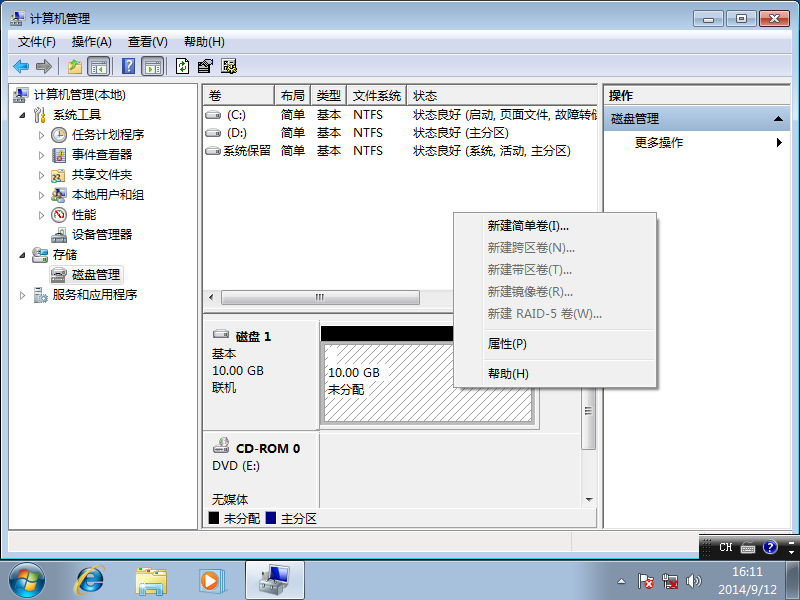 计算机管理
文件(F) 操作(A) 查看(V) 帮助(H)
计算机管理(本地)
系统工具
任务计划程序
事件查看器
共享文件夹
本地用户和组
性能
设备管理器
存储
磁盘管理
服务和应用程序
卷 布局 类型 文件系统 状态
(C:) 简单 基本 NTFS 状态良好 (启动, 页面文件, 故障转
(D:) 简单 基本 NTFS 状态良好 (主分区)
系统保留 简单 基本 NTFS 状态良好 (系统, 活动, 主分区)
操作
磁盘管理
更多操作
新建简单卷(I)...
新建跨区卷(N)...
新建带区卷(T)...
新建镜像卷(R)...
新建 RAID-5 卷(W)...
属性(P)
帮助(H)
磁盘 1
基本
10.00 GB
联机
10.00 GB
未分配
CD-ROM 0
DVD (E:)
无媒体
未分配 主分区
CH
16:11
2014/9/12